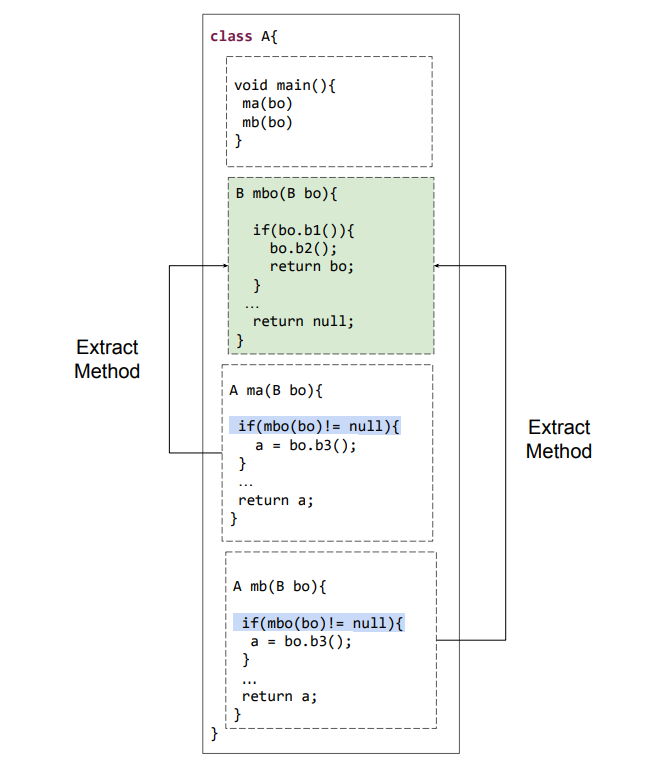 class A{
void main(){
ma(bo)
mb(bo)
}
B mbo(B bo){
if(bo.b1()){
bo.b2();
return bo;
}
…
return null;
}
Extract
Method
A ma(B bo){
if(mbo(bo)!= null){
a = bo.b3();
}
…
return a;
}
Extract
Method
A mb(B bo){
if(mbo(bo)!= null){
a = bo.b3();
}
…
return a;
}
}